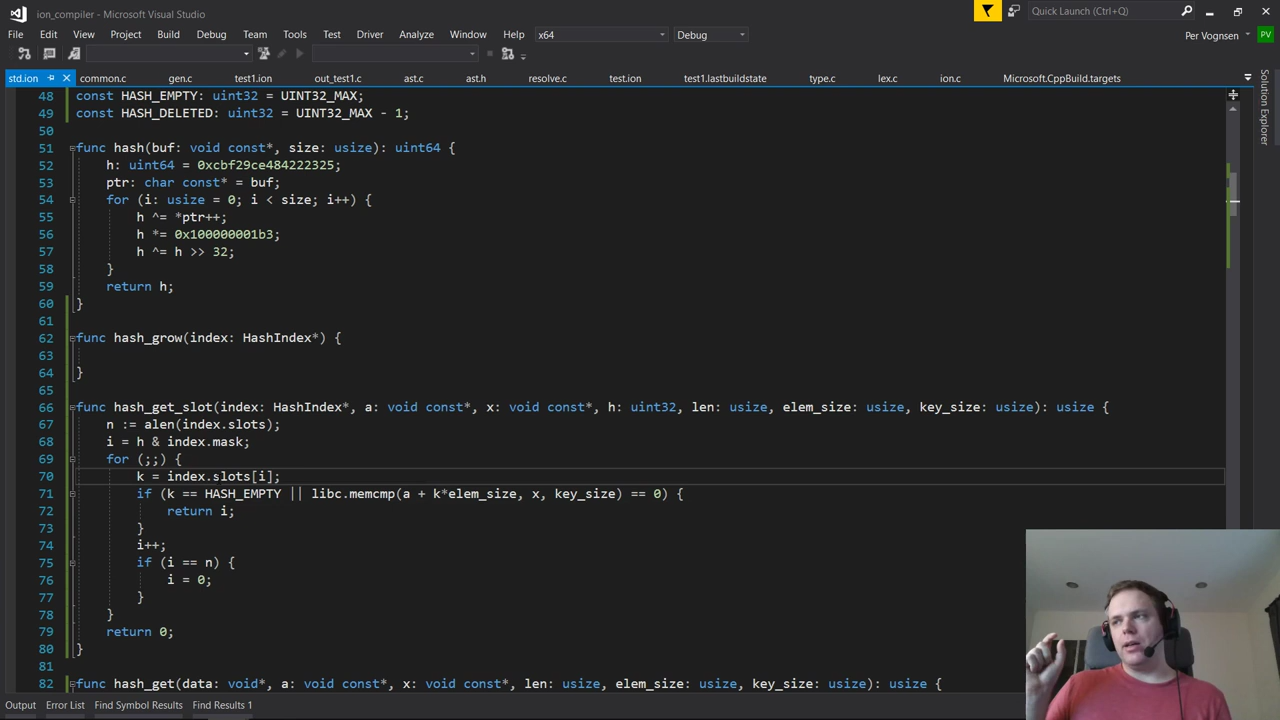 ion_compiler - Microsoft Visual Studio
Quick Launch (Ctrl+Q)
File Edit View Project Build Debug Team Tools Test Driver Analyze Window Help x64 Debug
Per Vognsen PV
std.ion common.c gen.c test1.ion out_test1.c ast.c ast.h resolve.c test.ion test1.lastbuildstate type.c lex.c ion.c Microsoft.CppBuild.targets
Solution Explorer
48 const HASH_EMPTY: uint32 = UINT32_MAX;
49 const HASH_DELETED: uint32 = UINT32_MAX - 1;
50
51 func hash(buf: void const*, size: usize): uint64 {
52 h: uint64 = 0xcbf29ce484222325;
53 ptr: char const* = buf;
54 for (i: usize = 0; i < size; i++) {
55 h ^= *ptr++;
56 h *= 0x100000001b3;
57 h ^= h >> 32;
58 }
59 return h;
60 }
61
62 func hash_grow(index: HashIndex*) {
63
64 }
65
66 func hash_get_slot(index: HashIndex*, a: void const*, x: void const*, h: uint32, len: usize, elem_size: usize, key_size: usize): usize {
67 n := alen(index.slots);
68 i = h & index.mask;
69 for (;;) {
70 k = index.slots[i];
71 if (k == HASH_EMPTY || libc.memcmp(a + k*elem_size, x, key_size) == 0) {
72 return i;
73 }
74 i++;
75 if (i == n) {
76 i = 0;
77 }
78 }
79 return 0;
80 }
81
82 func hash_get(data: void*, a: void const*, x: void const*, len: usize, elem_size: usize, key_size: usize): usize {
Output Error List Find Symbol Results Find Results 1